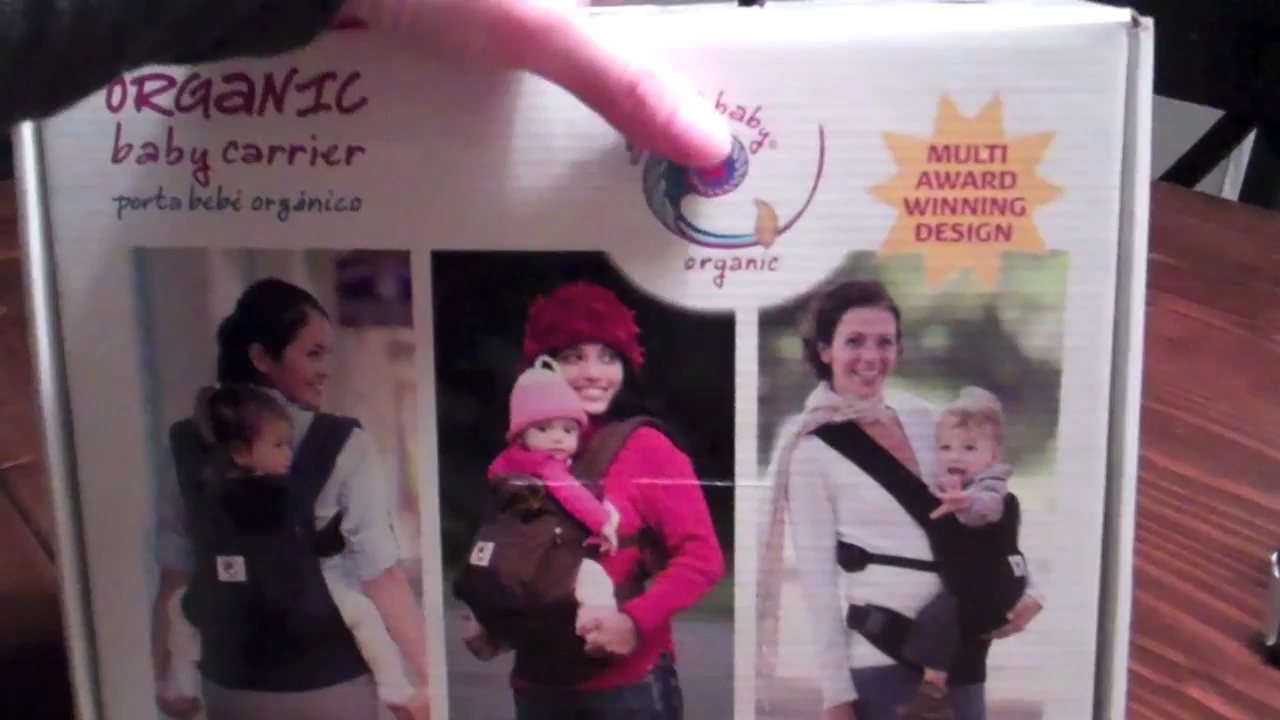 ORGANIC
baby carrier
porta bebé orgánico
baby®
organic
MULTI
AWARD
WINNING
DESIGN